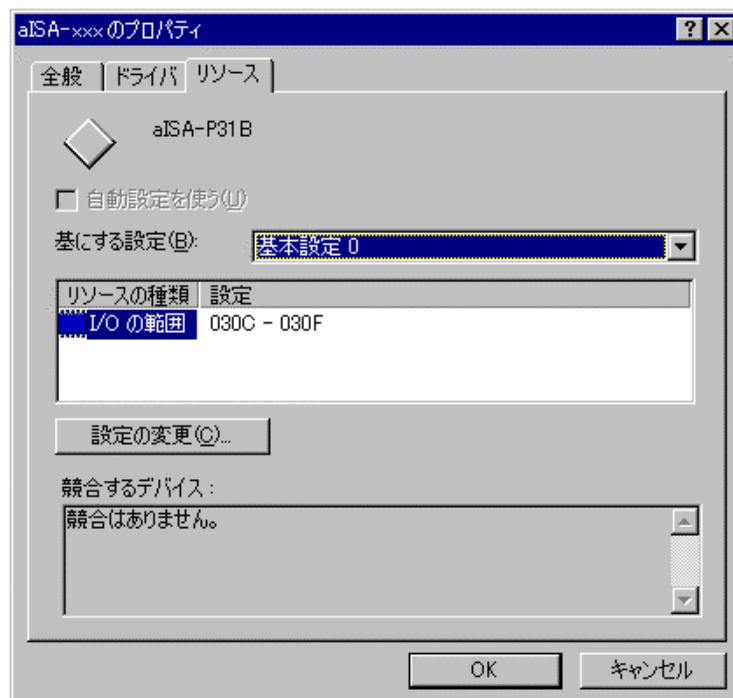 aISA-xxxのプロパティ
全般 ドライバ リソース
aISA-P31B
自動設定を使う(U)
基にする設定(B): 基本設定 0
リソースの種類 設定
I/O の範囲 030C - 030F
設定の変更(C)...
競合するデバイス:
競合はありません。
OK キャンセル